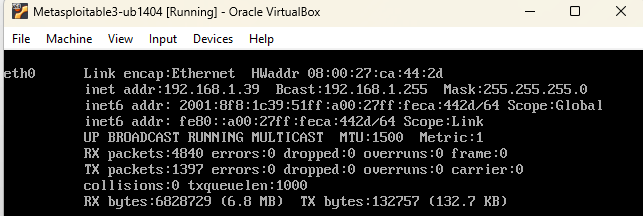 Metasploitable3-ub1404 [Running] - Oracle VirtualBox
File Machine View Input Devices Help
eth0 Link encap:Ethernet HWaddr 08:00:27:ca:44:2d
inet addr:192.168.1.39 Bcast:192.168.1.255 Mask:255.255.255.0
inet6 addr: 2001:8f8:1c39:51ff:a00:27ff:feca:442d/64 Scope:Global
inet6 addr: fe80::a00:27ff:feca:442d/64 Scope:Link
UP BROADCAST RUNNING MULTICAST MTU:1500 Metric:1
RX packets:4840 errors:0 dropped:0 overruns:0 frame:0
TX packets:1397 errors:0 dropped:0 overruns:0 carrier:0
collisions:0 txqueuelen:1000
RX bytes:6828729 (6.8 MB) TX bytes:132757 (132.7 KB)